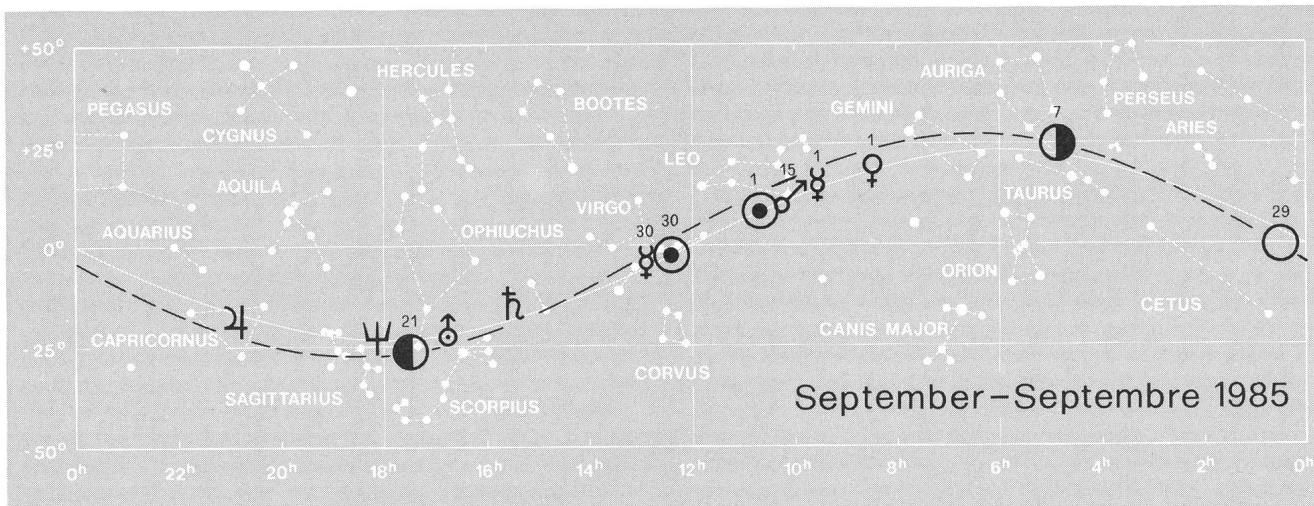 +50°
HERCULES
AURIGA
PEGASUS
BOOTES
GEMINI
PERSEUS
7
CYGNUS
ARIES
+25°
LEO
1
1
15
1
AQUILA
TAURUS
VIRGO
29
AQUARIUS
OPHIUCHUS
30
30
0°
ORION
CETUS
CAPRICORNUS
21
CANIS MAJOR
-25°
CORVUS
SAGITTARIUS
SCORPIUS
September–Septembre 1985
-50°
0h 22h 20h 18h 16h 14h 12h 10h 8h 6h 4h 2h 0h